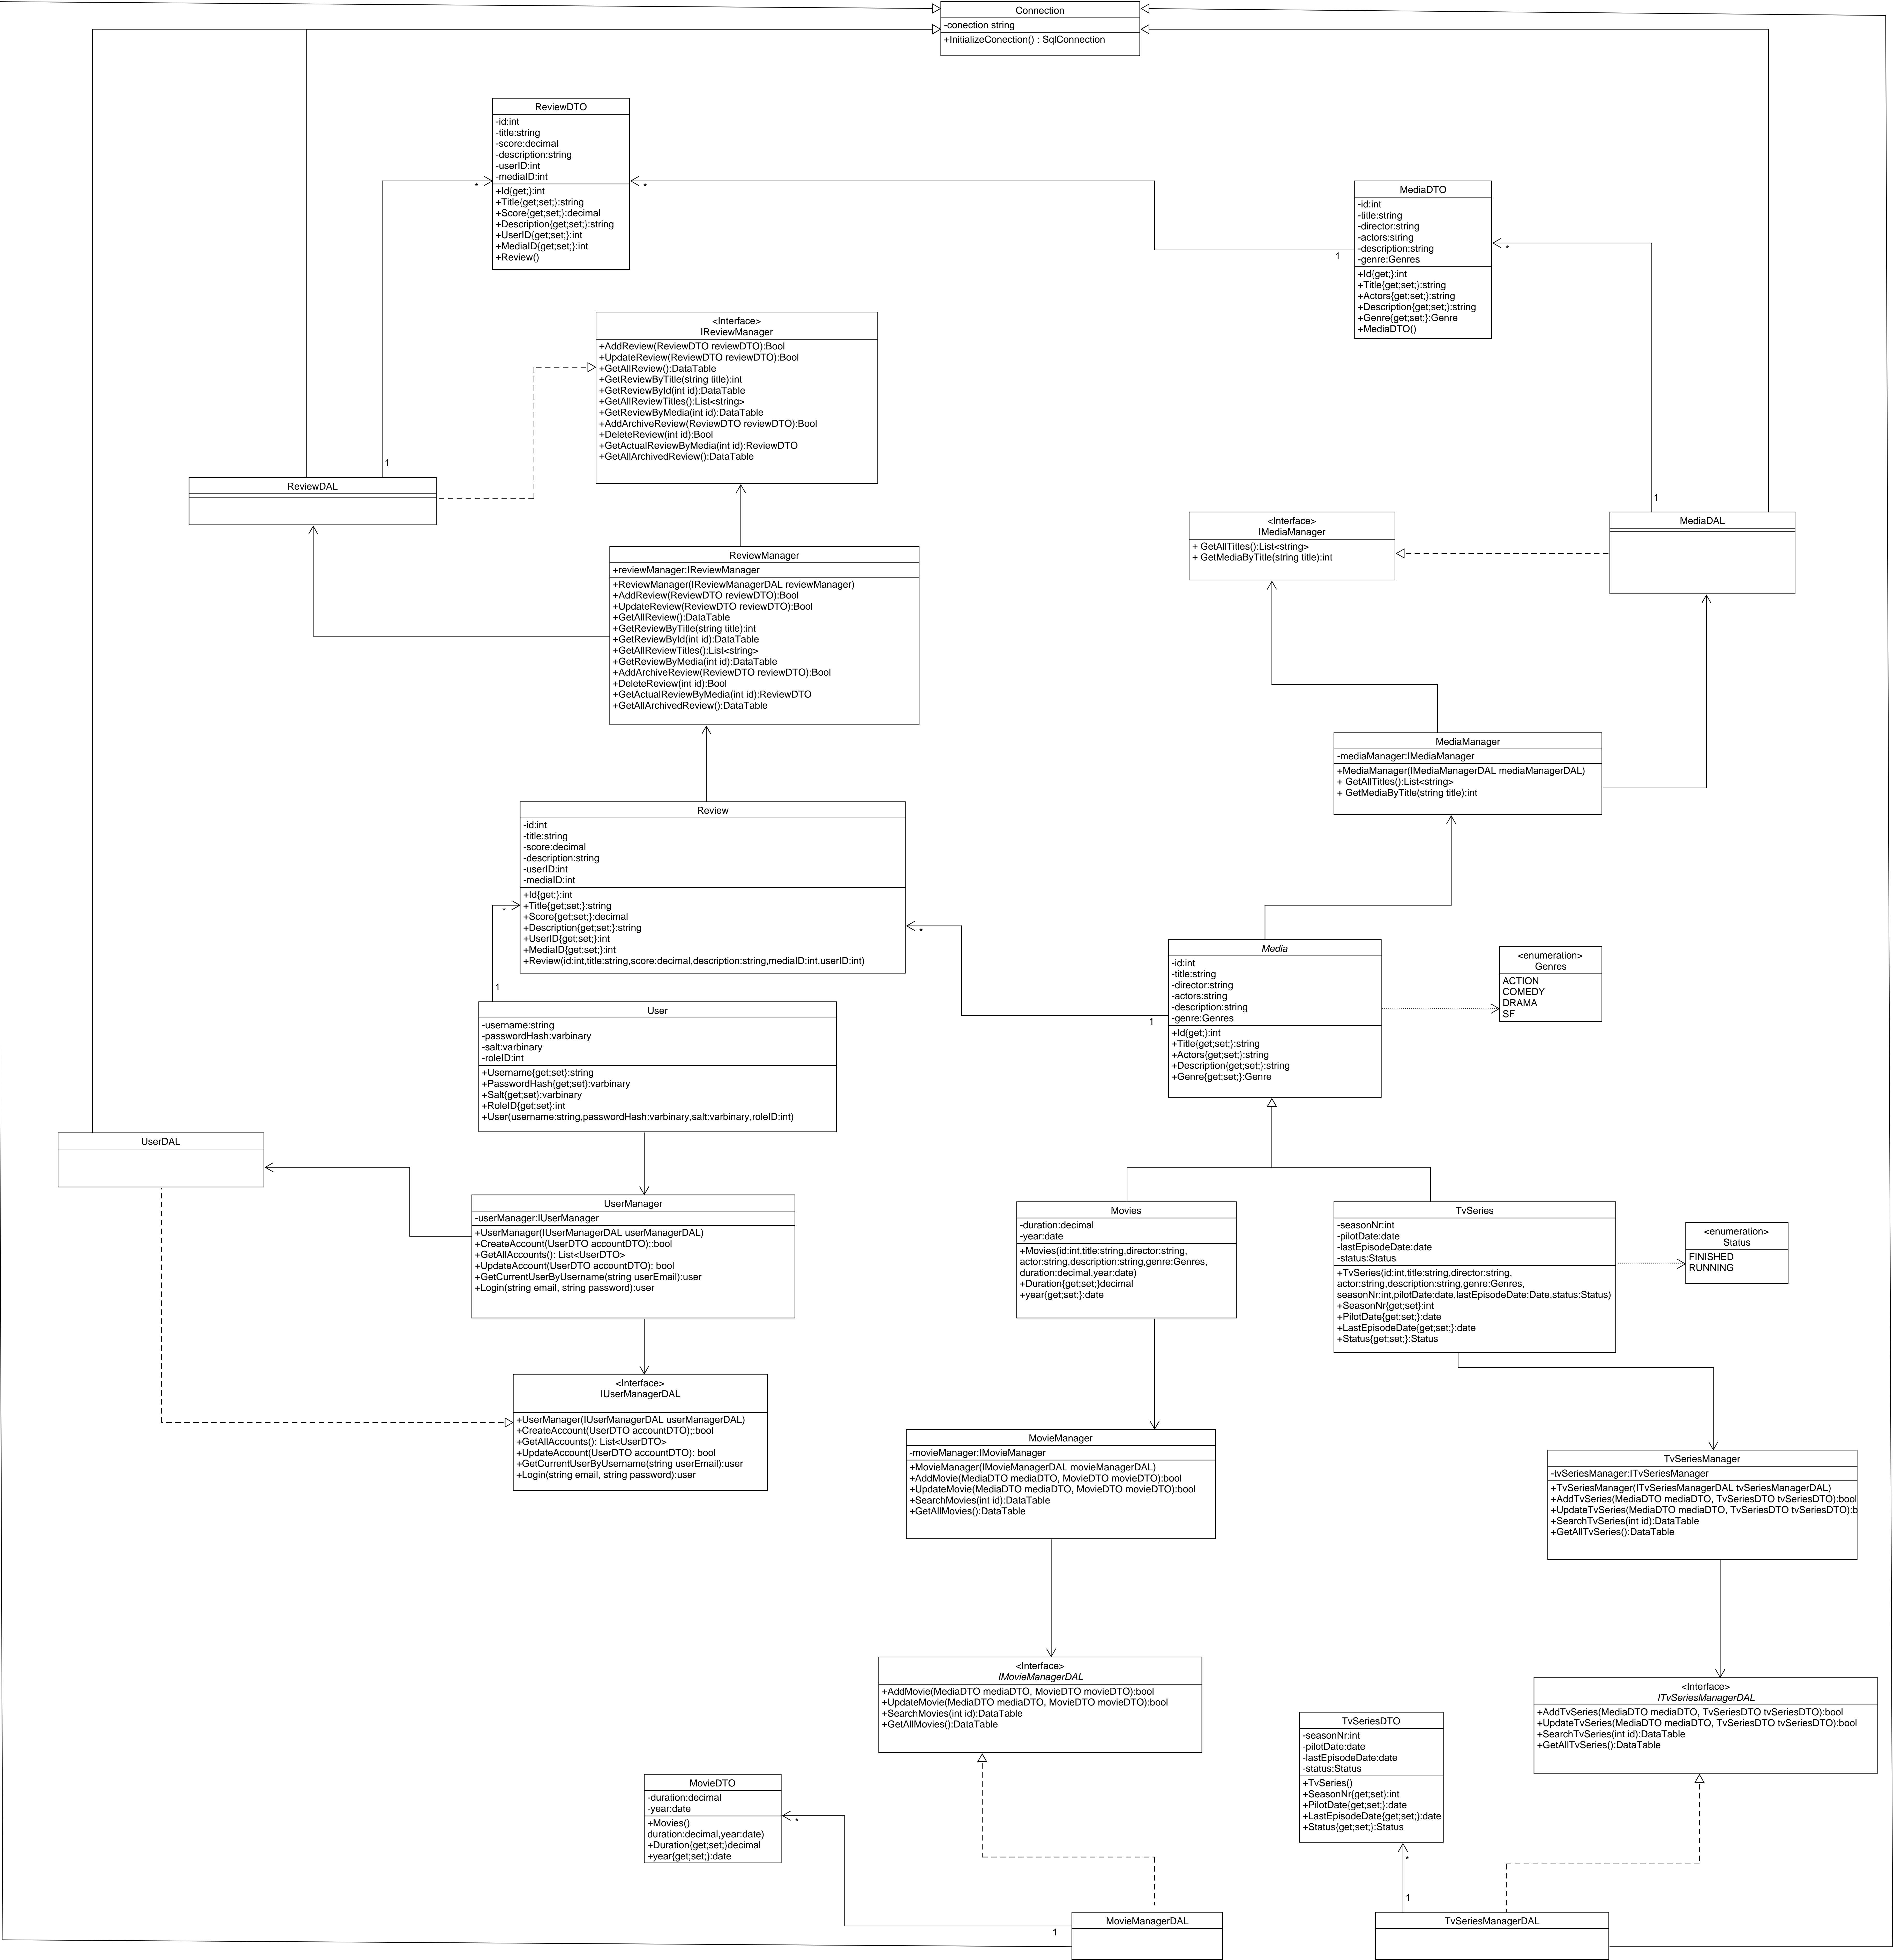 Connection
-conection string
+InitializeConection() : SqlConnection
ReviewDTO
-id:int
-title:string
-score:decimal
-description:string
-userID:int
-mediaID:int
+Id{get;}:int
+Title{get;set;}:string
+Score{get;set;}:decimal
+Description{get;set;}:string
+UserID{get;set;}:int
+MediaID{get;set;}:int
+Review()
*
*
MediaDTO
-id:int
-title:string
-director:string
-actors:string
-description:string
-genre:Genres
+Id{get;}:int
+Title{get;set;}:string
+Actors{get;set;}:string
+Description{get;set;}:string
+Genre{get;set;}:Genre
+MediaDTO()
1
*
<Interface>
IReviewManager
+AddReview(ReviewDTO reviewDTO):Bool
+UpdateReview(ReviewDTO reviewDTO):Bool
+GetAllReview():DataTable
+GetReviewByTitle(string title):int
+GetReviewById(int id):DataTable
+GetAllReviewTitles():List<string>
+GetReviewByMedia(int id):DataTable
+AddArchiveReview(ReviewDTO reviewDTO):Bool
+DeleteReview(int id):Bool
+GetActualReviewByMedia(int id):ReviewDTO
+GetAllArchivedReview():DataTable
1
ReviewDAL
1
<Interface>
IMediaManager
+ GetAllTitles():List<string>
+ GetMediaByTitle(string title):int
MediaDAL
ReviewManager
+reviewManager:IReviewManager
+ReviewManager(IReviewManagerDAL reviewManager)
+AddReview(ReviewDTO reviewDTO):Bool
+UpdateReview(ReviewDTO reviewDTO):Bool
+GetAllReview():DataTable
+GetReviewByTitle(string title):int
+GetReviewById(int id):DataTable
+GetAllReviewTitles():List<string>
+GetReviewByMedia(int id):DataTable
+AddArchiveReview(ReviewDTO reviewDTO):Bool
+DeleteReview(int id):Bool
+GetActualReviewByMedia(int id):ReviewDTO
+GetAllArchivedReview():DataTable
MediaManager
-mediaManager:IMediaManager
+MediaManager(IMediaManagerDAL mediaManagerDAL)
+ GetAllTitles():List<string>
+ GetMediaByTitle(string title):int
Review
-id:int
-title:string
-score:decimal
-description:string
-userID:int
-mediaID:int
+Id{get;}:int
+Title{get;set;}:string
+Score{get;set;}:decimal
+Description{get;set;}:string
+UserID{get;set;}:int
+MediaID{get;set;}:int
+Review(id:int,title:string,score:decimal,description:string,mediaID:int,userID:int)
*
*
1
Media
-id:int
-title:string
-director:string
-actors:string
-description:string
-genre:Genres
+Id{get;}:int
+Title{get;set;}:string
+Actors{get;set;}:string
+Description{get;set;}:string
+Genre{get;set;}:Genre
1
<enumeration>
Genres
ACTION
COMEDY
DRAMA
SF
User
-username:string
-passwordHash:varbinary
-salt:varbinary
-roleID:int
+Username{get;set}:string
+PasswordHash{get;set}:varbinary
+Salt{get;set}:varbinary
+RoleID{get;set}:int
+User(username:string,passwordHash:varbinary,salt:varbinary,roleID:int)
UserDAL
UserManager
-userManager:IUserManager
+UserManager(IUserManagerDAL userManagerDAL)
+CreateAccount(UserDTO accountDTO);:bool
+GetAllAccounts(): List<UserDTO>
+UpdateAccount(UserDTO accountDTO): bool
+GetCurrentUserByUsername(string userEmail):user
+Login(string email, string password):user
Movies
-duration:decimal
-year:date
+Movies(id:int,title:string,director:string,
actor:string,description:string,genre:Genres,
duration:decimal,year:date)
+Duration{get;set;}decimal
+year{get;set;}:date
TvSeries
-seasonNr:int
-pilotDate:date
-lastEpisodeDate:date
-status:Status
+TvSeries(id:int,title:string,director:string,
actor:string,description:string,genre:Genres,
seasonNr:int,pilotDate:date,lastEpisodeDate:Date,status:Status)
+SeasonNr{get;set}:int
+PilotDate{get;set;}:date
+LastEpisodeDate{get;set;}:date
+Status{get;set;}:Status
<enumeration>
Status
FINISHED
RUNNING
<Interface>
IUserManagerDAL
+UserManager(IUserManagerDAL userManagerDAL)
+CreateAccount(UserDTO accountDTO);:bool
+GetAllAccounts(): List<UserDTO>
+UpdateAccount(UserDTO accountDTO): bool
+GetCurrentUserByUsername(string userEmail):user
+Login(string email, string password):user
MovieManager
-movieManager:IMovieManager
+MovieManager(IMovieManagerDAL movieManagerDAL)
+AddMovie(MediaDTO mediaDTO, MovieDTO movieDTO):bool
+UpdateMovie(MediaDTO mediaDTO, MovieDTO movieDTO):bool
+SearchMovies(int id):DataTable
+GetAllMovies():DataTable
TvSeriesManager
-tvSeriesManager:ITvSeriesManager
+TvSeriesManager(ITvSeriesManagerDAL tvSeriesManagerDAL)
+AddTvSeries(MediaDTO mediaDTO, TvSeriesDTO tvSeriesDTO):bool
+UpdateTvSeries(MediaDTO mediaDTO, TvSeriesDTO tvSeriesDTO):b
+SearchTvSeries(int id):DataTable
+GetAllTvSeries():DataTable
<Interface>
IMovieManagerDAL
+AddMovie(MediaDTO mediaDTO, MovieDTO movieDTO):bool
+UpdateMovie(MediaDTO mediaDTO, MovieDTO movieDTO):bool
+SearchMovies(int id):DataTable
+GetAllMovies():DataTable
<Interface>
ITvSeriesManagerDAL
+AddTvSeries(MediaDTO mediaDTO, TvSeriesDTO tvSeriesDTO):bool
+UpdateTvSeries(MediaDTO mediaDTO, TvSeriesDTO tvSeriesDTO):bool
+SearchTvSeries(int id):DataTable
+GetAllTvSeries():DataTable
TvSeriesDTO
-seasonNr:int
-pilotDate:date
-lastEpisodeDate:date
-status:Status
+TvSeries()
+SeasonNr{get;set}:int
+PilotDate{get;set;}:date
+LastEpisodeDate{get;set;}:date
+Status{get;set;}:Status
MovieDTO
-duration:decimal
-year:date
+Movies()
duration:decimal,year:date)
+Duration{get;set;}decimal
+year{get;set;}:date
*
*
1
1
MovieManagerDAL
TvSeriesManagerDAL